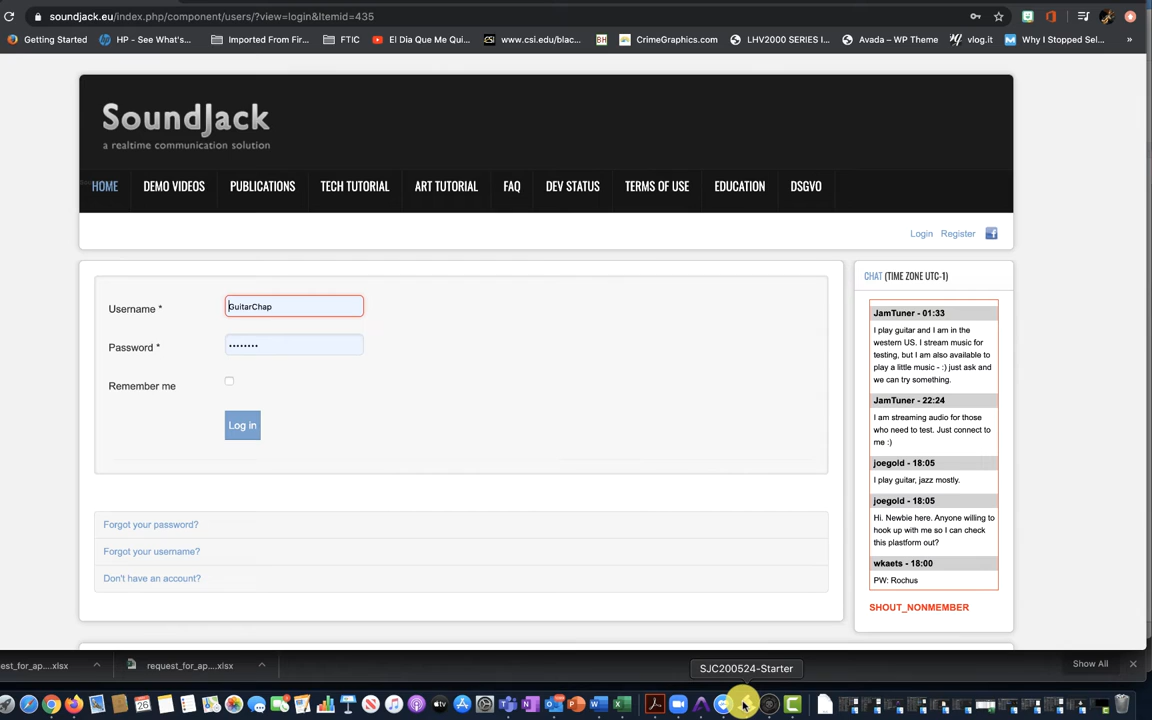 soundjack.eu/index.php/component/users/?view=login&Itemid=435
Getting Started
HP - See What's...
Imported From Fir...
FTIC
El Dia Que Me Qui...
www.csi.edu/blac...
BH
CrimeGraphics.com
LHV2000 SERIES I...
Avada – WP Theme
vlog.it
Why I Stopped Sel...
»
SoundJack
a realtime communication solution
HOME
DEMO VIDEOS
PUBLICATIONS
TECH TUTORIAL
ART TUTORIAL
FAQ
DEV STATUS
TERMS OF USE
EDUCATION
DSGVO
Login
Register
Username *
GuitarChap
Password *
••••••••
Remember me
Log in
Forgot your password?
Forgot your username?
Don't have an account?
CHAT (TIME ZONE UTC-1)
JamTuner - 01:33
I play guitar and I am in the
western US. I stream music for
testing, but I am also available to
play a little music - :) just ask and
we can try something.
JamTuner - 22:24
I am streaming audio for those
who need to test. Just connect to
me :)
joegold - 18:05
I play guitar, jazz mostly.
joegold - 18:05
Hi. Newbie here. Anyone willing to
hook up with me so I can check
this plastform out?
wkaets - 18:00
PW: Rochus
SHOUT_NONMEMBER
est_for_ap....xlsx
request_for_ap....xlsx
SJC200524-Starter
Show All